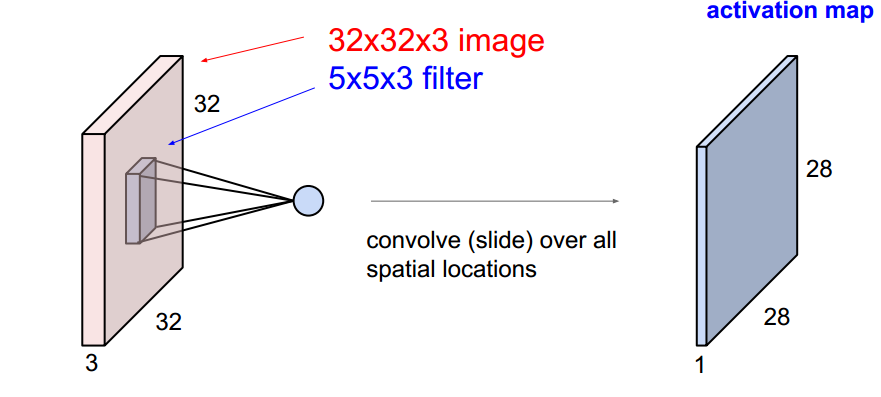 activation map
32x32x3 image
5x5x3 filter
32
28
convolve (slide) over all
spatial locations
32
28
3
1